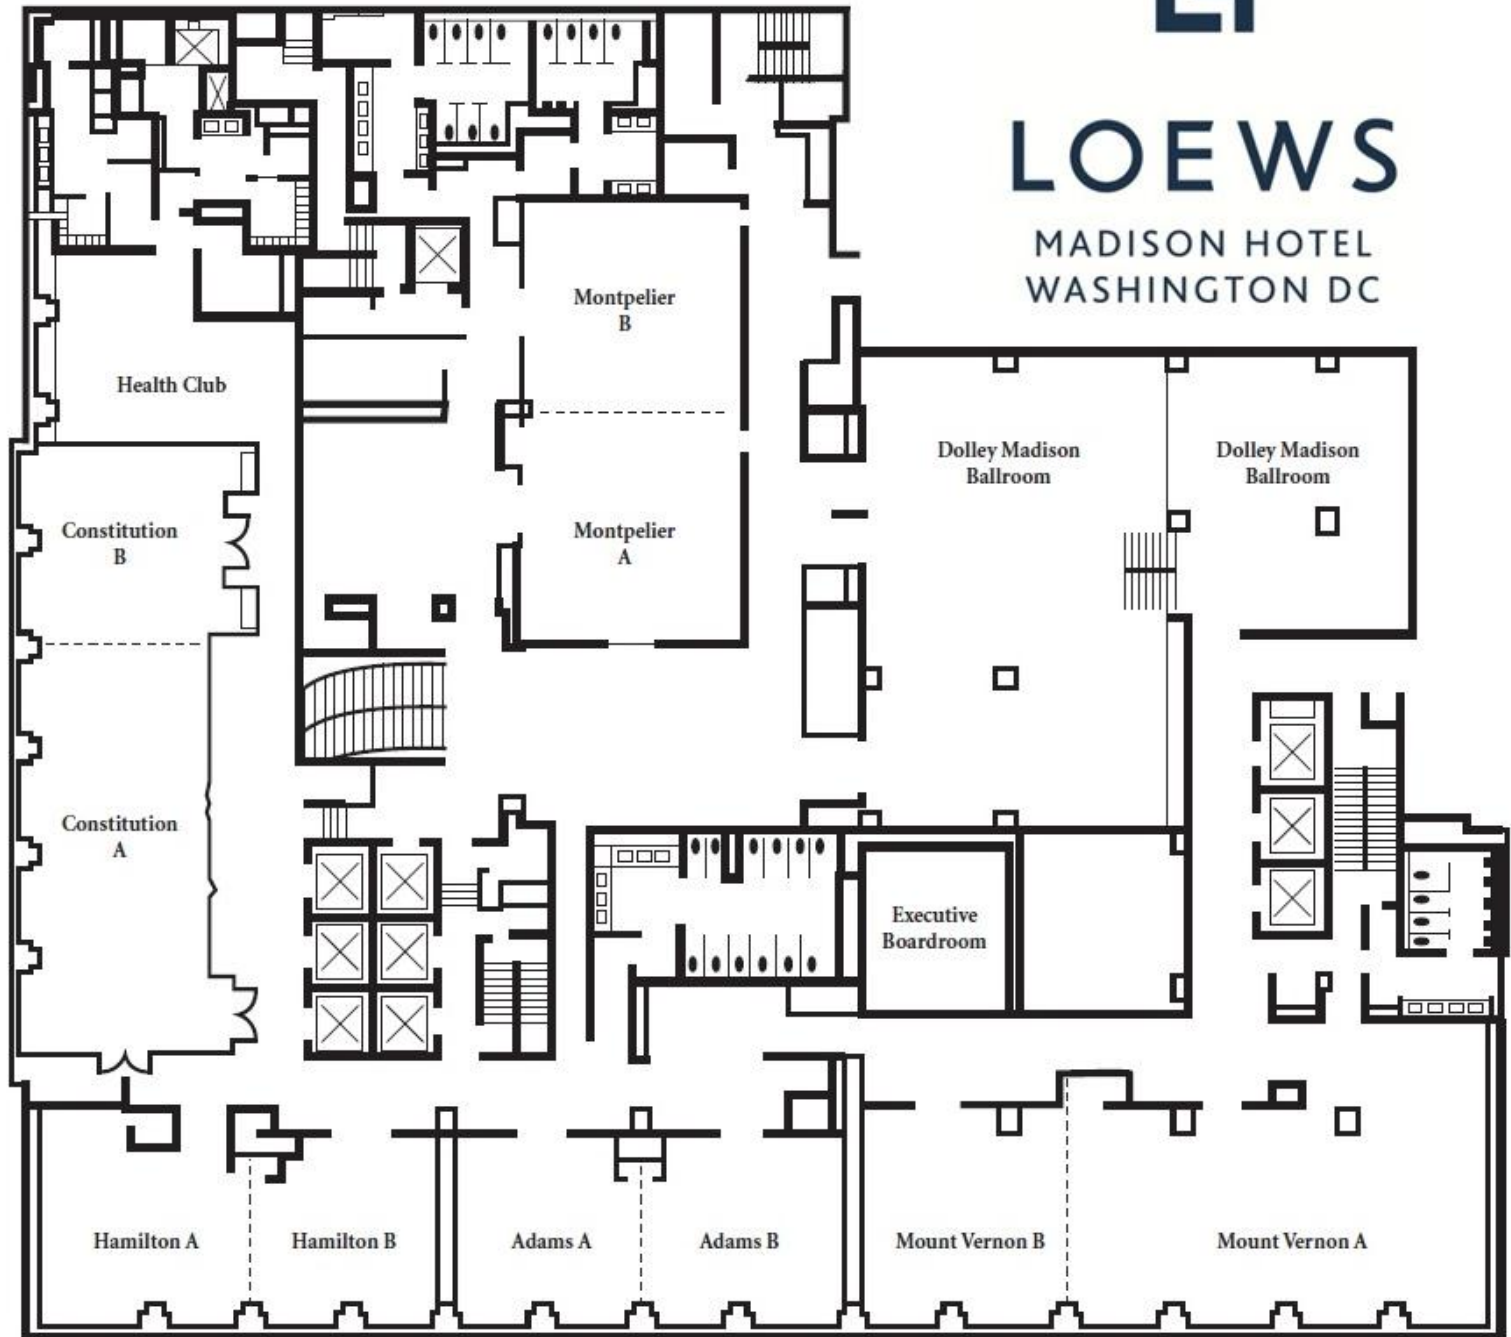 LOEWS
MADISON HOTEL
WASHINGTON DC
Montpelier
B
Health Club
Dolley Madison
Ballroom
Dolley Madison
Ballroom
Constitution
B
Montpelier
A
Constitution
A
Executive
Boardroom
Hamilton A
Hamilton B
Adams A
Adams B
Mount Vernon B
Mount Vernon A